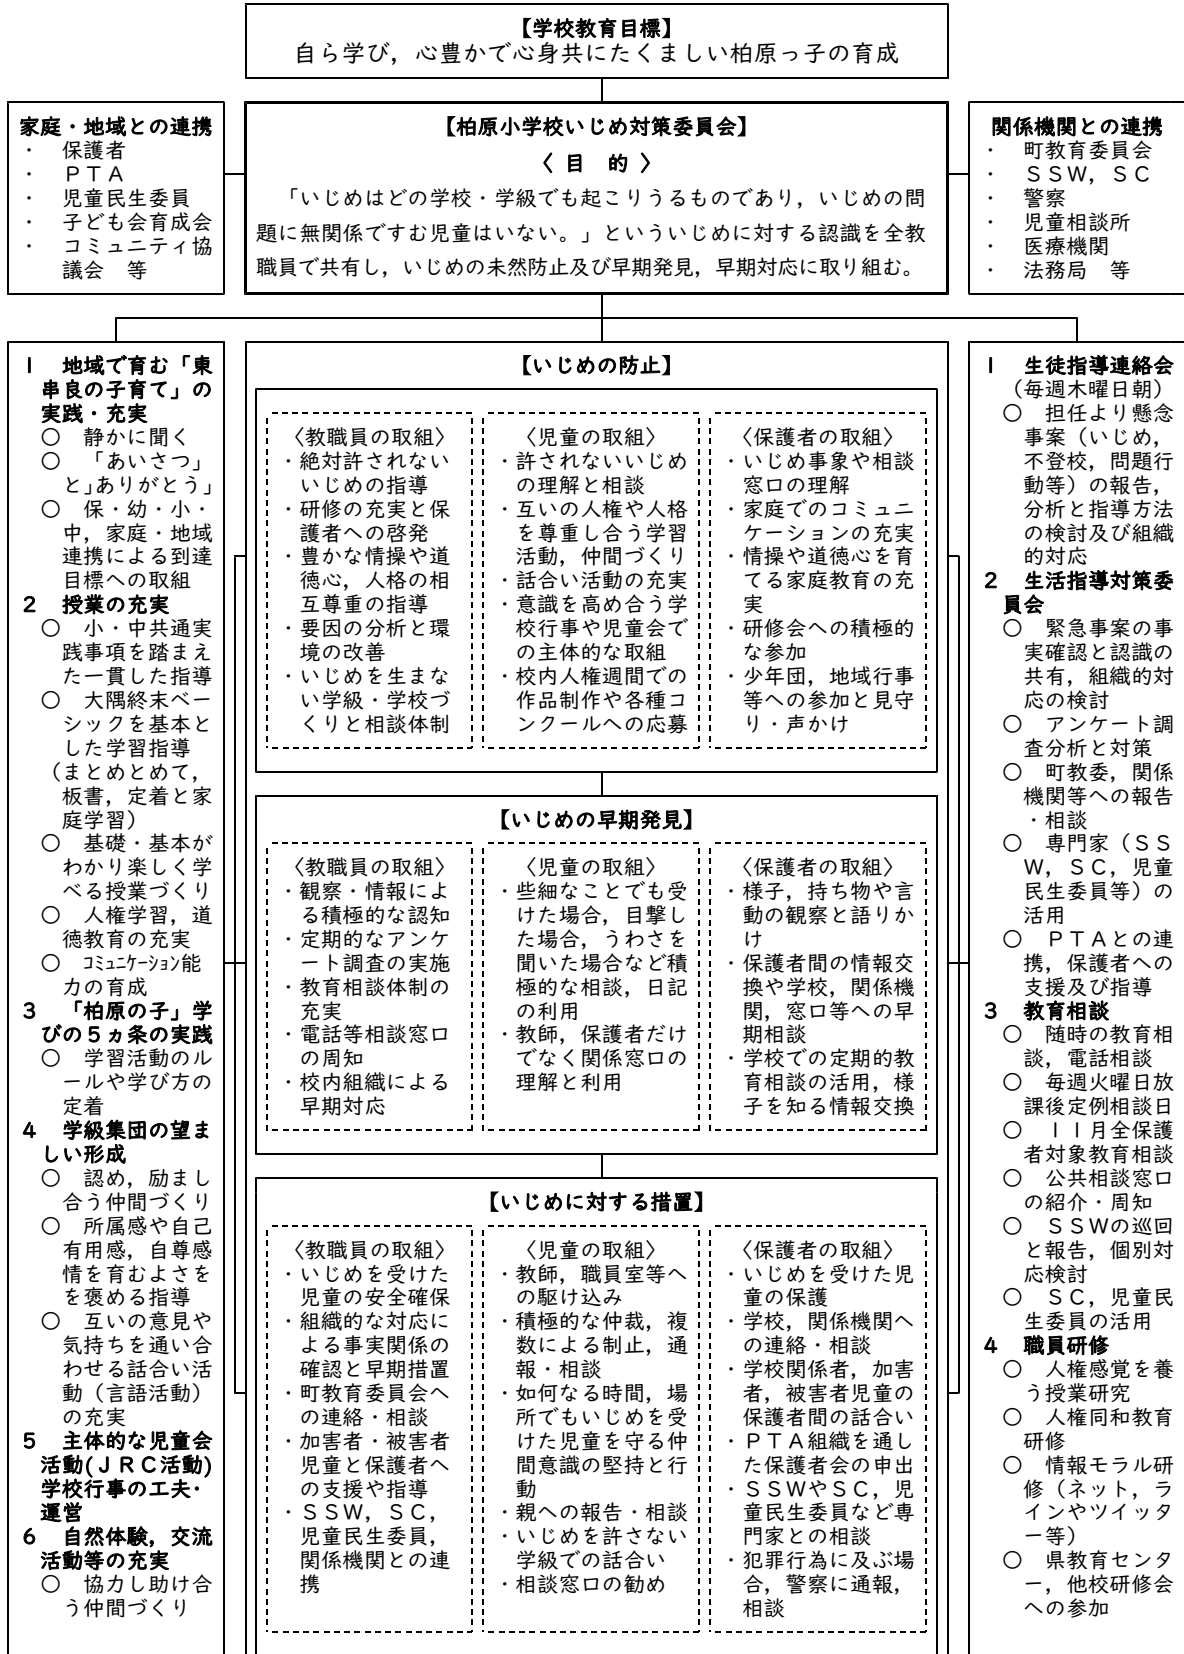 【学校教育目標】
自ら学び，心豊かで心身共にたくましい柏原っ子の育成
家庭・地域との連携
・　保護者
・　ＰＴＡ
・　児童民生委員
・　子ども会育成会
・　コミュニティ協
議会　等
【柏原小学校いじめ対策委員会】
〈 目　的 〉
「いじめはどの学校・学級でも起こりうるものであり，いじめの問
題に無関係ですむ児童はいない。」といういじめに対する認識を全教
職員で共有し，いじめの未然防止及び早期発見，早期対応に取り組む。
関係機関との連携
・　町教育委員会
・　ＳＳＷ，ＳＣ
・　警察
・　児童相談所
・　医療機関
・　法務局　等
１　地域で育む「東
串良の子育て」の
実践・充実
○　静かに聞く
○　「あいさつ」
と｣ありがとう｣
○　保・幼・小・
中，家庭・地域
連携による到達
目標への取組
２　授業の充実
○　小・中共通実
践事項を踏まえ
た一貫した指導
○　大隅終末ベー
シックを基本と
した学習指導
（まとめとめて，
板書，定着と家
庭学習）
○　基礎・基本が
わかり楽しく学
べる授業づくり
○　人権学習，道
徳教育の充実
○　ｺﾐｭﾆｹｰｼｮﾝ能
力の育成
３　「柏原の子」学
びの５ヵ条の実践
○　学習活動のル
ールや学び方の
定着
４　学級集団の望ま
しい形成
○　認め，励まし
合う仲間づくり
○　所属感や自己
有用感，自尊感
情を育むよさを
を褒める指導
○　互いの意見や
気持ちを通い合
わせる話合い活
動（言語活動）
の充実
５　主体的な児童会
活動(ＪＲＣ活動)
学校行事の工夫･
運営
６　自然体験，交流
活動等の充実
○　協力し助け合
う仲間づくり
【いじめの防止】
〈教職員の取組〉
・絶対許されない
いじめの指導
・研修の充実と保
護者への啓発
・豊かな情操や道
徳心，人格の相
互尊重の指導
・要因の分析と環
境の改善
・いじめを生まな
い学級・学校づ
くりと相談体制
〈児童の取組〉
・許されないいじめ
の理解と相談
・互いの人権や人格
を尊重し合う学習
活動，仲間づくり
・話合い活動の充実
・意識を高め合う学
校行事や児童会で
の主体的な取組
・校内人権週間での
作品制作や各種コ
ンクールへの応募
〈保護者の取組〉
・いじめ事象や相談
窓口の理解
・家庭でのコミュニ
ケーションの充実
・情操や道徳心を育
てる家庭教育の充
実
・研修会への積極的
な参加
・少年団，地域行事
等への参加と見守
り・声かけ
【いじめの早期発見】
〈教職員の取組〉
・観察・情報によ
る積極的な認知
・定期的なアンケ
ート調査の実施
・教育相談体制の
充実
・電話等相談窓口
の周知
・校内組織による
早期対応
〈児童の取組〉
・些細なことでも受
けた場合，目撃し
た場合，うわさを
聞いた場合など積
極的な相談，日記
の利用
・教師，保護者だけ
でなく関係窓口の
理解と利用
〈保護者の取組〉
・様子，持ち物や言
動の観察と語りか
け
・保護者間の情報交
換や学校，関係機
関，窓口等への早
期相談
・学校での定期的教
育相談の活用，様
子を知る情報交換
【いじめに対する措置】
〈教職員の取組〉
・いじめを受けた
児童の安全確保
・組織的な対応に
よる事実関係の
確認と早期措置
・町教育委員会へ
の連絡・相談
・加害者・被害者
児童と保護者へ
の支援や指導
・ＳＳＷ，ＳＣ，
児童民生委員，
関係機関との連
携
〈児童の取組〉
・教師，職員室等へ
の駆け込み
・積極的な仲裁，複
数による制止，通
報・相談
・如何なる時間，場
所でもいじめを受
けた児童を守る仲
間意識の堅持と行
動
・親への報告・相談
・いじめを許さない
学級での話合い
・相談窓口の勧め
〈保護者の取組〉
・いじめを受けた児
童の保護
・学校，関係機関へ
の連絡・相談
・学校関係者，加害
者，被害者児童の
保護者間の話合い
・ＰＴＡ組織を通し
た保護者会の申出
・ＳＳＷやＳＣ，児
童民生委員など専
門家との相談
・犯罪行為に及ぶ場
合，警察に通報，
相談
１　生徒指導連絡会
（毎週木曜日朝）
○　担任より懸念
事案（いじめ，
不登校，問題行
動等）の報告，
分析と指導方法
の検討及び組織
的対応
２　生活指導対策委
員会
○　緊急事案の事
実確認と認識の
共有，組織的対
応の検討
○　アンケート調
査分析と対策
○　町教委，関係
機関等への報告
・相談
○　専門家（ＳＳ
Ｗ，ＳＣ，児童
民生委員等）の
活用
○　ＰＴＡとの連
携，保護者への
支援及び指導
３　教育相談
○　随時の教育相
談，電話相談
○　毎週火曜日放
課後定例相談日
○　１１月全保護
者対象教育相談
○　公共相談窓口
の紹介・周知
○　ＳＳＷの巡回
と報告，個別対
応検討
○　ＳＣ，児童民
生委員の活用
４　職員研修
○　人権感覚を養
う授業研究
○　人権同和教育
研修
○　情報モラル研
修（ネット，ラ
インやツイッタ
ー等）
○　県教育センタ
ー，他校研修会
への参加